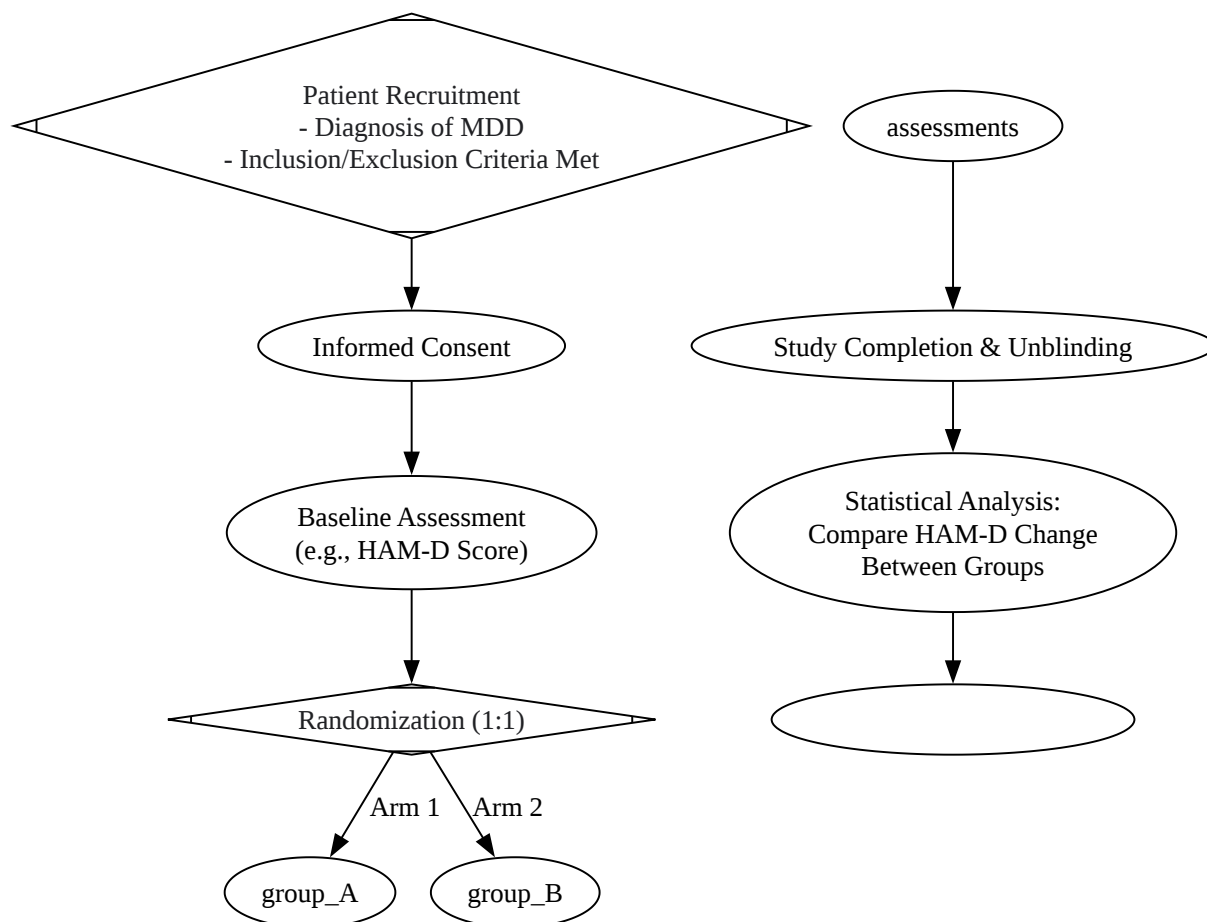 Patient Recruitment
- Diagnosis of MDD
- Inclusion/Exclusion Criteria Met
Informed Consent
Baseline Assessment
(e.g., HAM-D Score)
Randomization (1:1)
Arm 1
Arm 2
group_A
group_B
assessments
Study Completion & Unblinding
Statistical Analysis:
Compare HAM-D Change
Between Groups